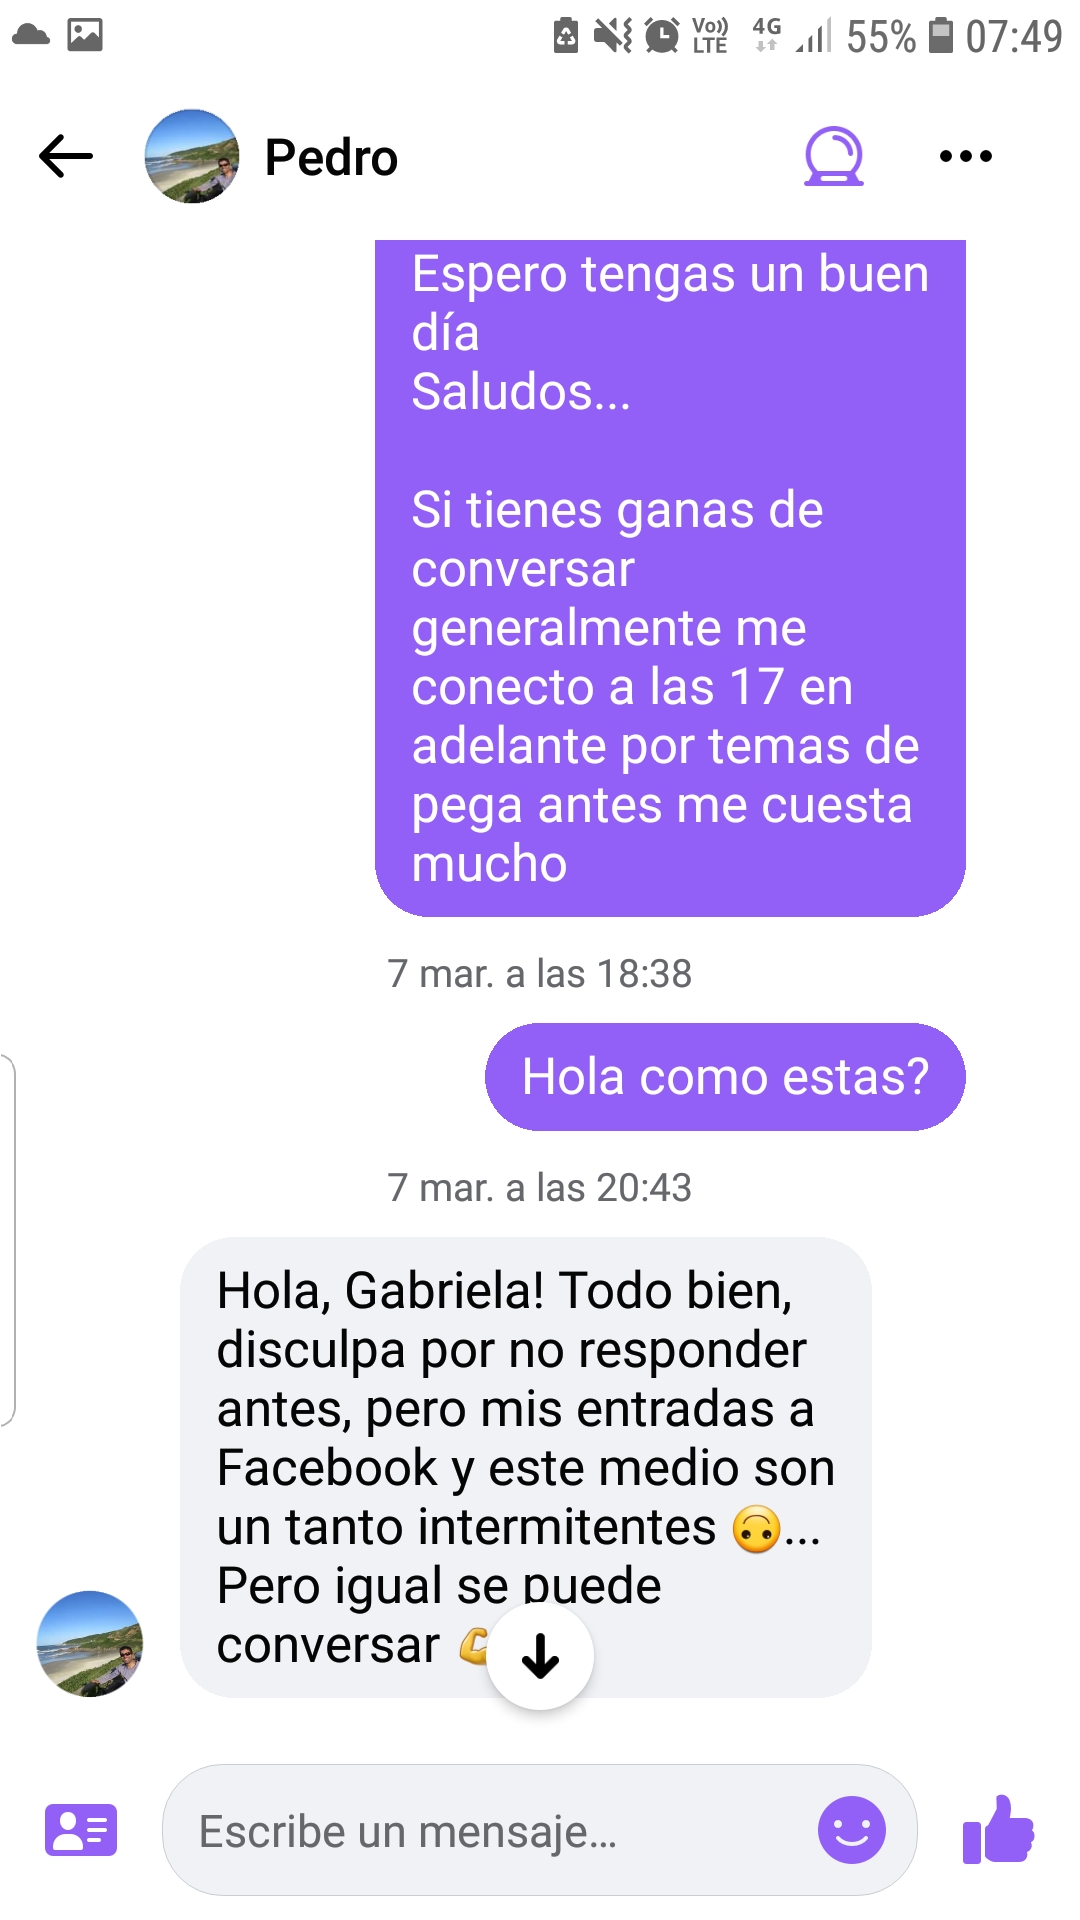 Vo)) LTE 4G 55% 07:49
Pedro
Espero tengas un buen
día
Saludos...
Si tienes ganas de
conversar
generalmente me
conecto a las 17 en
adelante por temas de
pega antes me cuesta
mucho
7 mar. a las 18:38
Hola como estas?
7 mar. a las 20:43
Hola, Gabriela! Todo bien,
disculpa por no responder
antes, pero mis entradas a
Facebook y este medio son
un tanto intermitentes 🙃...
Pero igual se puede
conversar 💪
Escribe un mensaje...